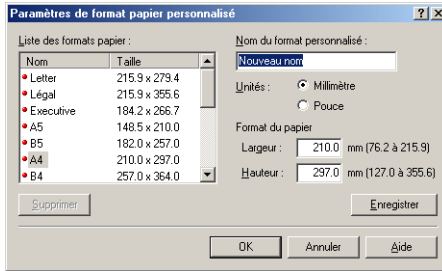 Paramètres de format papier personnalisé
Liste des formats papier :
Nom Taille
Letter 215.9 x 279.4
Légal 215.9 x 355.6
Executive 184.2 x 266.7
A5 148.5 x 210.0
B5 182.0 x 257.0
A4 210.0 x 297.0
B4 257.0 x 364.0
Supprimer
Nom du format personnalisé :
Nouveau nom
Unités : Millimètre
Pouce
Format du papier
Largeur : 210.0 mm (76.2 à 215.9)
Hauteur : 297.0 mm (127.0 à 355.6)
Enregistrer
OK Annuler Aide